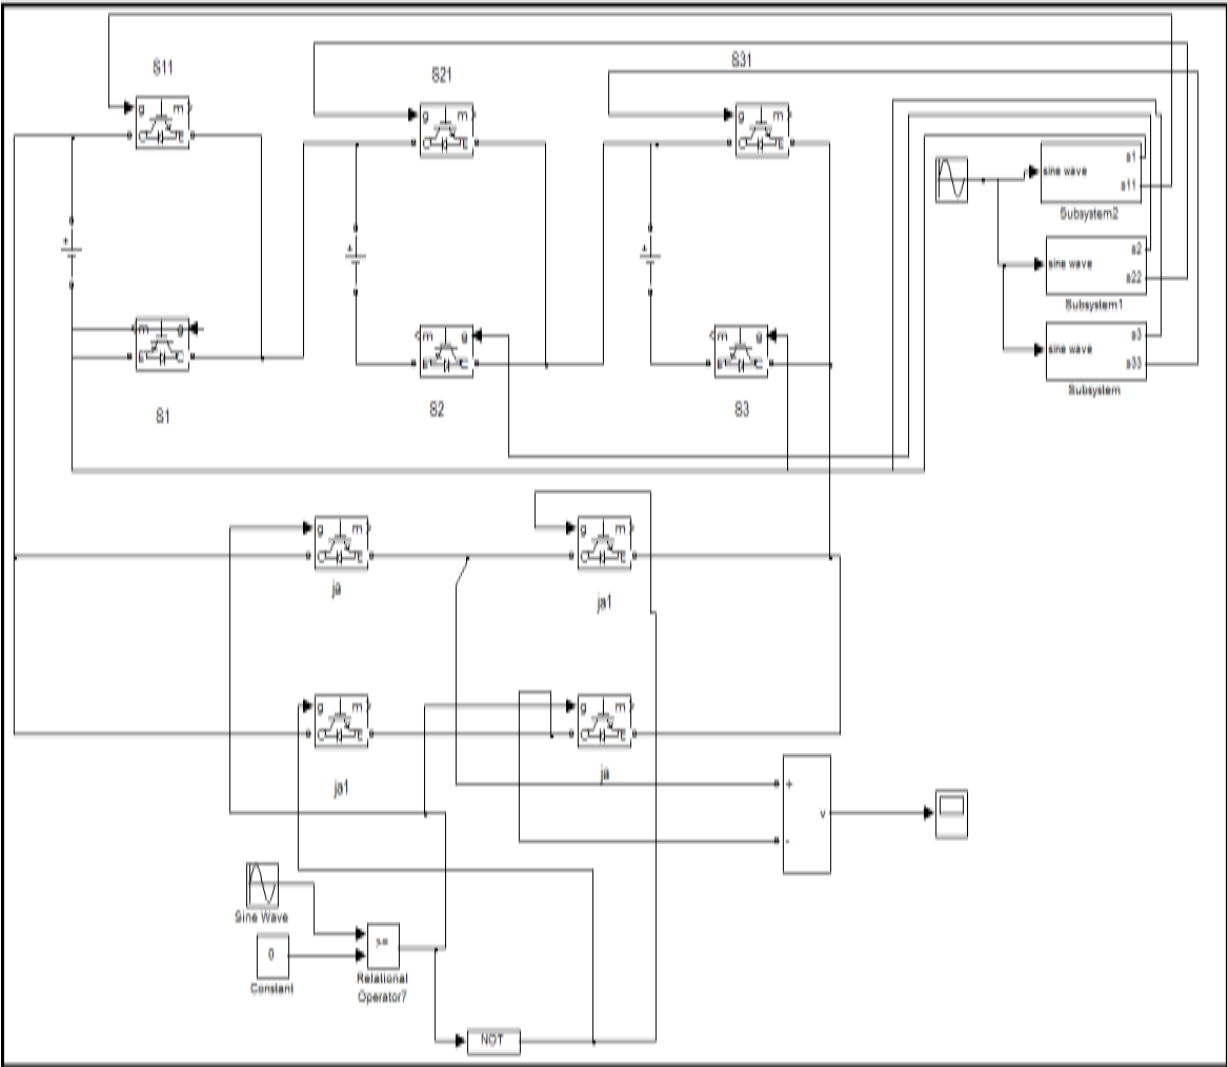 S11
S21
S31
g m
C E
g m
C E
g m
C E
sine wave
s1
s11
Subsystem2
+
+
+
sine wave
s2
s22
Subsystem1
m g
E C
m g
E C
m g
E C
sine wave
s3
s33
Subsystem
S1
S2
S3
g m
C E
g m
C E
ja
ja1
g m
C E
g m
C E
ja1
ja
+
v
-
Sine Wave
0
Constant
>=
Relational
Operator7
NOT